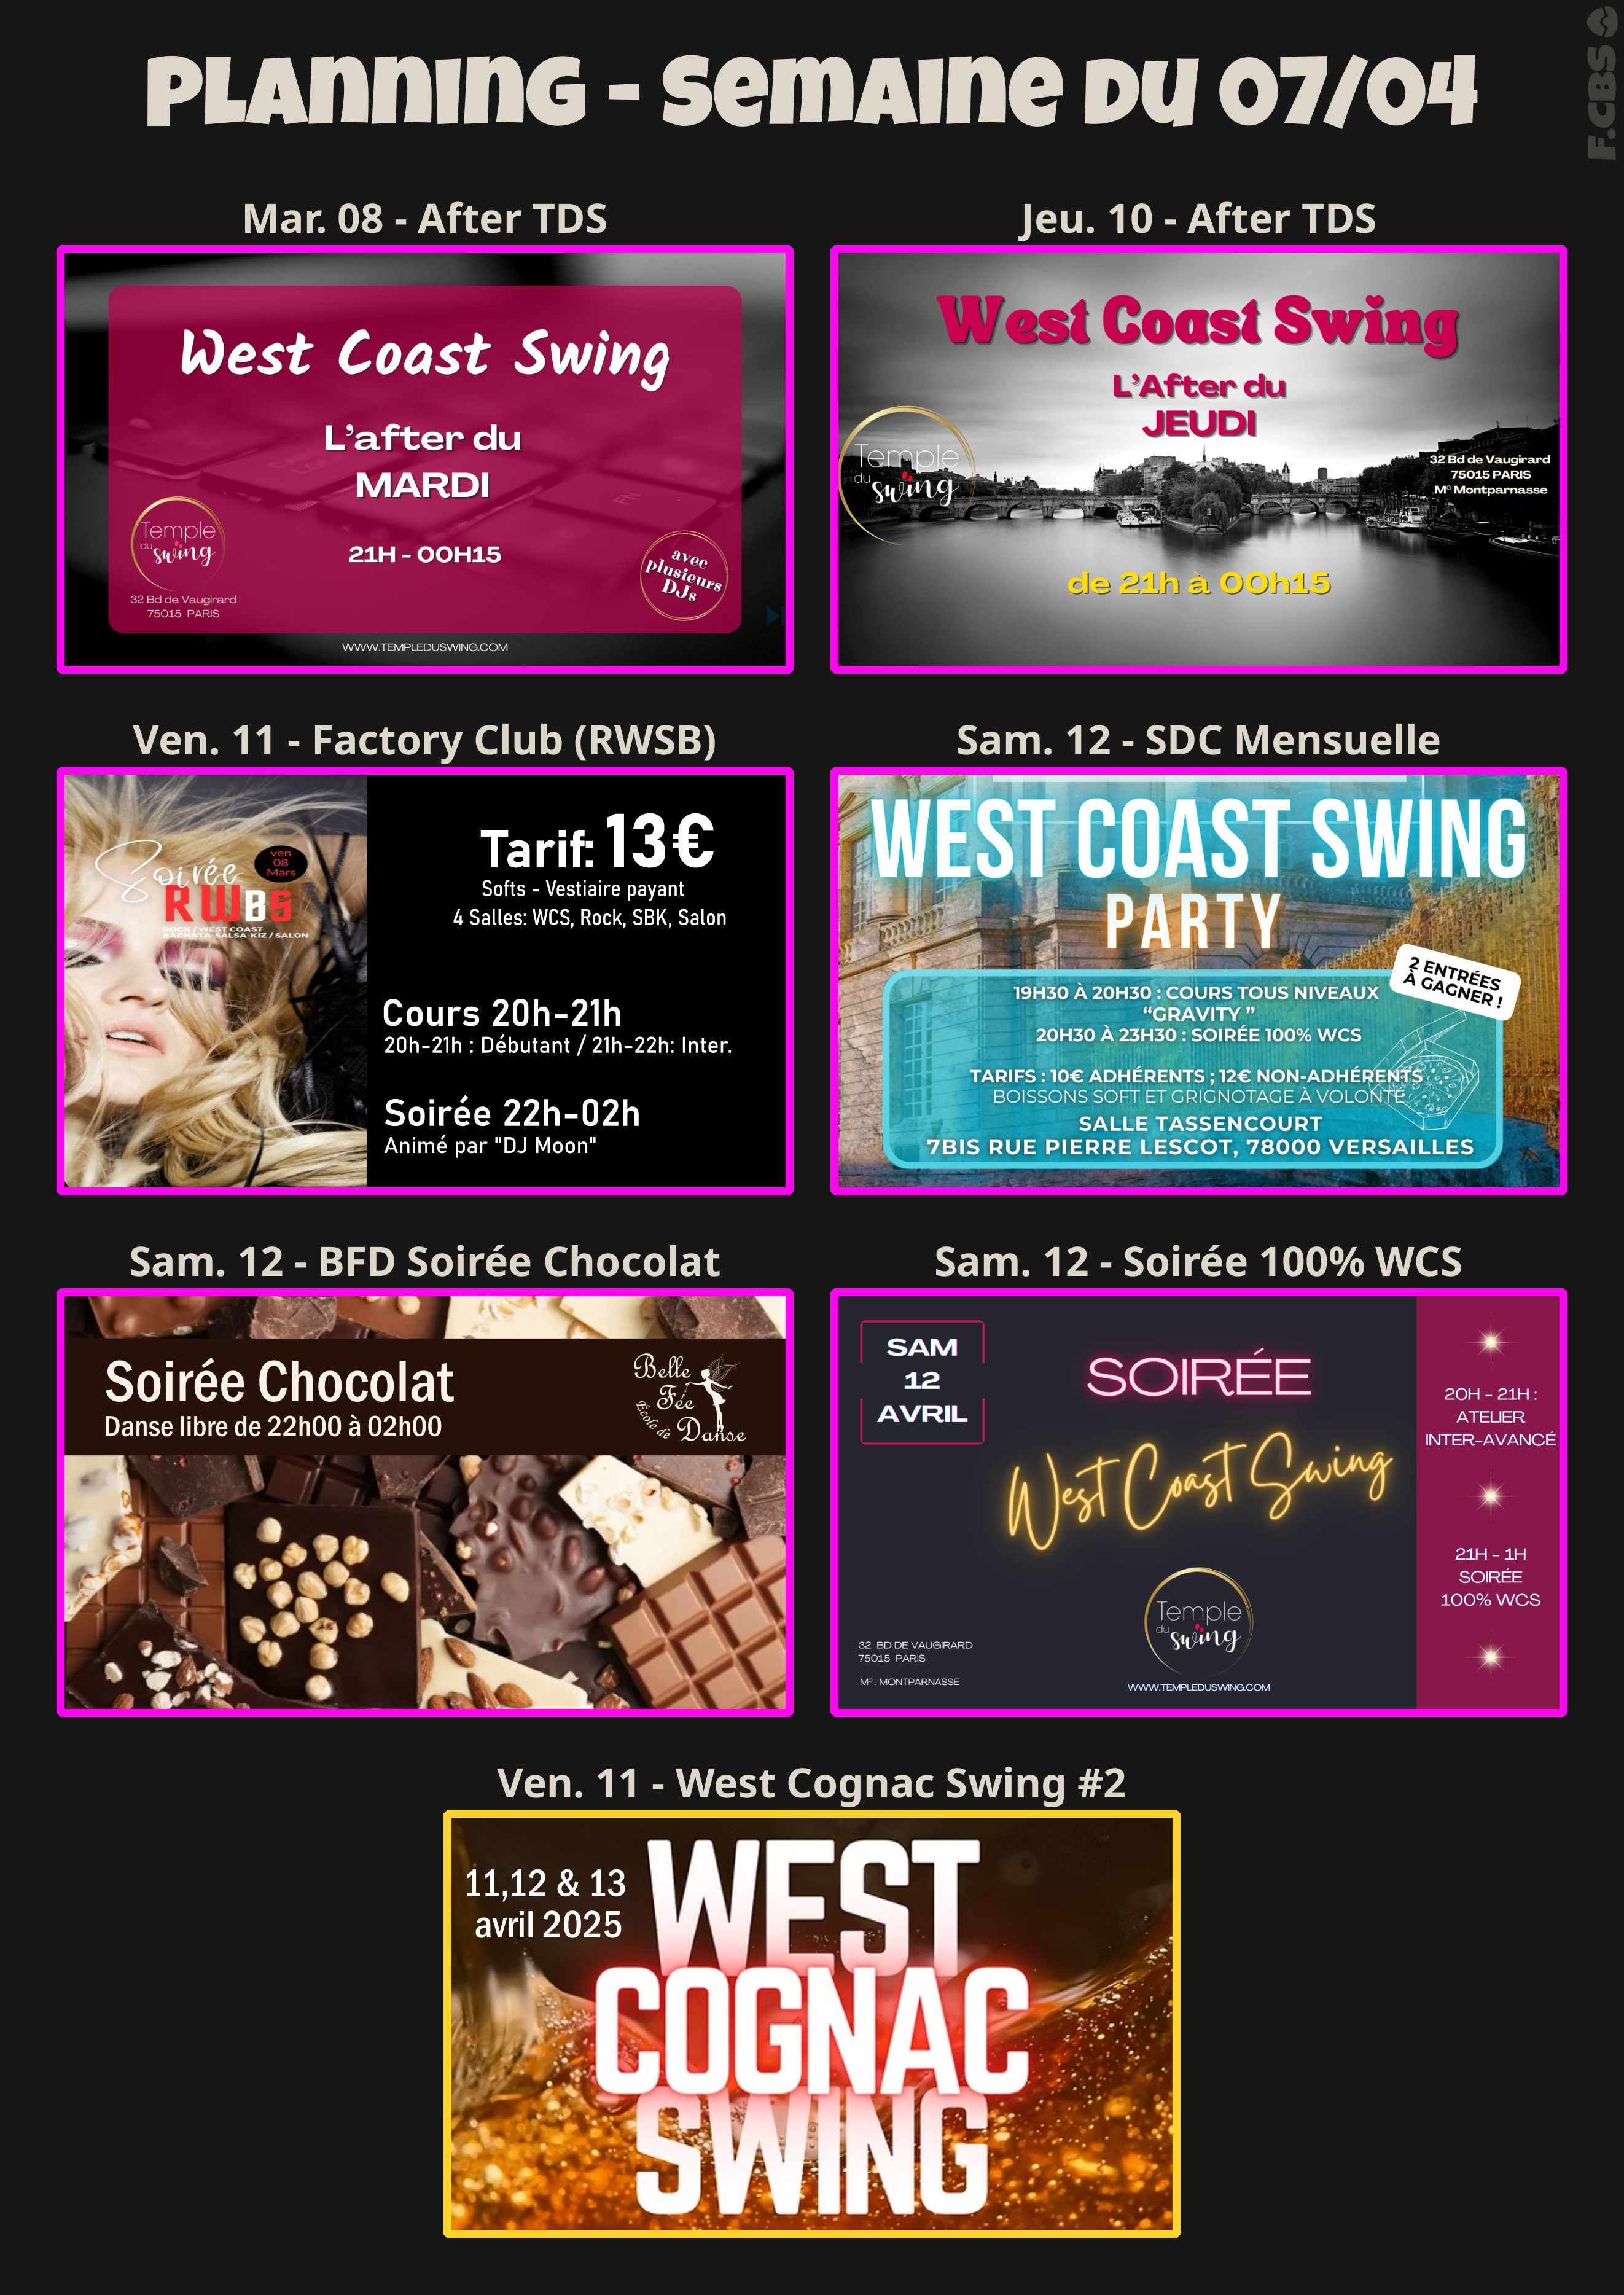 PLANNING - SEMAINE DU 07/04
F.CBS
Mar. 08 - After TDS
West Coast Swing
L'after du
MARDI
21H - 00H15
Temple
du swing
32 Bd de Vaugirard
75015 PARIS
avec
plusieurs
DJs
WWW.TEMPLEDUSWING.COM
Jeu. 10 - After TDS
West Coast Swing
L'After du
JEUDI
Temple
du swing
32 Bd de Vaugirard
75015 PARIS
M° Montparnasse
de 21h à 00h15
Ven. 11 - Factory Club (RWSB)
Soirée
ven
08
Mars
RWBS
ROCK / WEST COAST
BACHATA-SALSA-KIZ / SALON
Tarif: 13€
Softs - Vestiaire payant
4 Salles: WCS, Rock, SBK, Salon
Cours 20h-21h
20h-21h : Débutant / 21h-22h: Inter.
Soirée 22h-02h
Animé par "DJ Moon"
Sam. 12 - SDC Mensuelle
WEST COAST SWING
PARTY
2 ENTRÉES
À GAGNER !
19H30 À 20H30 : COURS TOUS NIVEAUX
“GRAVITY ”
20H30 À 23H30 : SOIRÉE 100% WCS
TARIFS : 10€ ADHÉRENTS ; 12€ NON-ADHÉRENTS
BOISSONS SOFT ET GRIGNOTAGE À VOLONTÉ
SALLE TASSENCOURT
7BIS RUE PIERRE LESCOT, 78000 VERSAILLES
Sam. 12 - BFD Soirée Chocolat
Soirée Chocolat
Danse libre de 22h00 à 02h00
Belle
Fée
École de
Danse
Sam. 12 - Soirée 100% WCS
SAM
12
AVRIL
SOIRÉE
West Coast Swing
Temple
du swing
32 BD DE VAUGIRARD
75015 PARIS
M° : MONTPARNASSE
WWW.TEMPLEDUSWING.COM
20H - 21H :
ATELIER
INTER-AVANCÉ
21H - 1H
SOIRÉE
100% WCS
Ven. 11 - West Cognac Swing #2
11,12 & 13
avril 2025
WEST
COGNAC
SWING